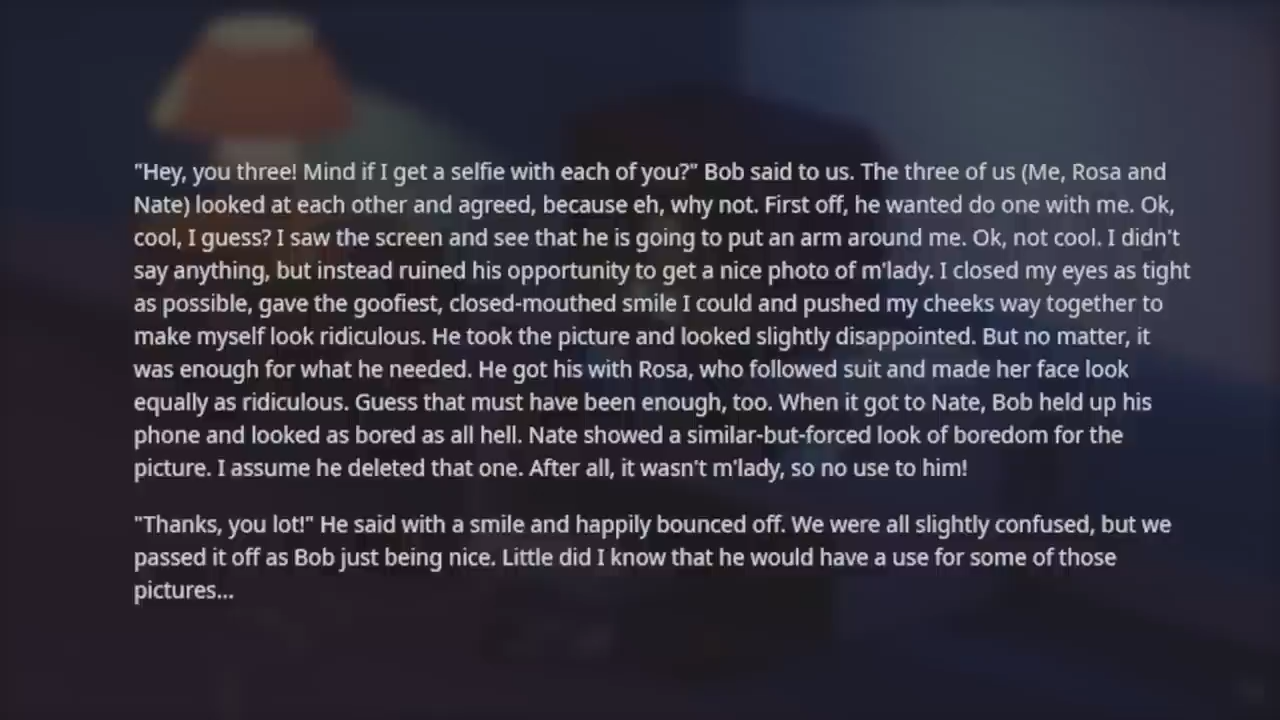 "Hey, you three! Mind if I get a selfie with each of you?" Bob said to us. The three of us (Me, Rosa and
Nate) looked at each other and agreed, because eh, why not. First off, he wanted do one with me. Ok,
cool, I guess? I saw the screen and see that he is going to put an arm around me. Ok, not cool. I didn't
say anything, but instead ruined his opportunity to get a nice photo of m'lady. I closed my eyes as tight
as possible, gave the goofiest, closed-mouthed smile I could and pushed my cheeks way together to
make myself look ridiculous. He took the picture and looked slightly disappointed. But no matter, it
was enough for what he needed. He got his with Rosa, who followed suit and made her face look
equally as ridiculous. Guess that must have been enough, too. When it got to Nate, Bob held up his
phone and looked as bored as all hell. Nate showed a similar-but-forced look of boredom for the
picture. I assume he deleted that one. After all, it wasn't m'lady, so no use to him!
"Thanks, you lot!" He said with a smile and happily bounced off. We were all slightly confused, but we
passed it off as Bob just being nice. Little did I know that he would have a use for some of those
pictures...